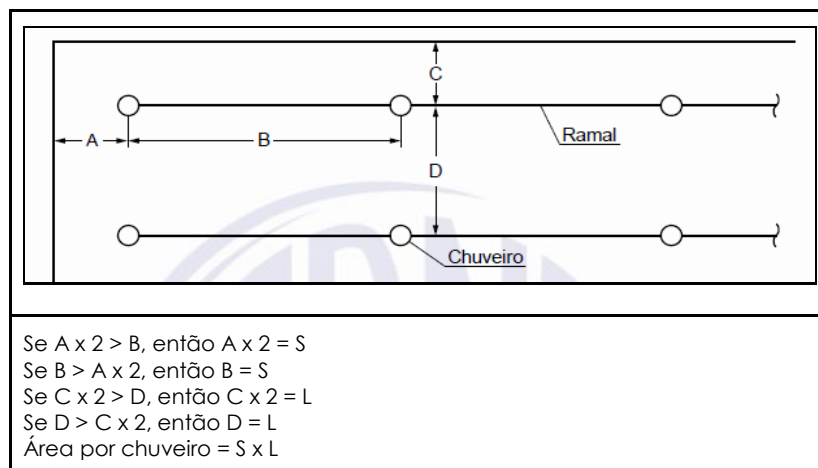 C
A
B
Ramal
D
Chuveiro
Se A x 2 > B, então A x 2 = S
Se B > A x 2, então B = S
Se C x 2 > D, então C x 2 = L
Se D > C x 2, então D = L
Área por chuveiro = S x L